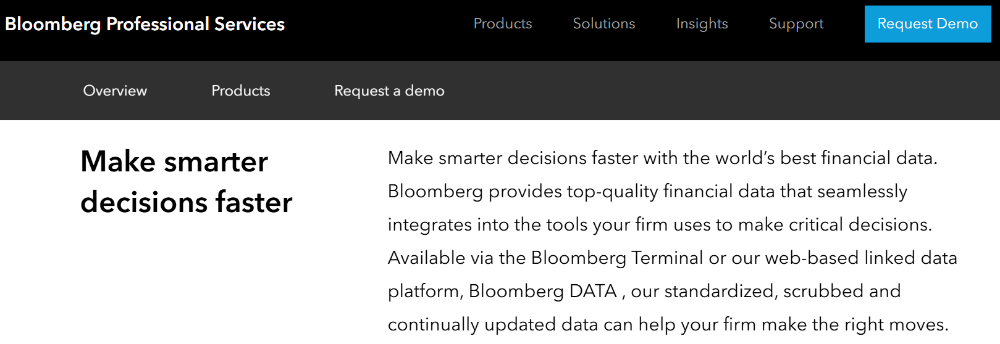 Bloomberg Professional Services
Products
Solutions
Insights
Support
Request Demo
Overview
Products
Request a demo
Make smarter
decisions faster
Make smarter decisions faster with the world’s best financial data.
Bloomberg provides top-quality financial data that seamlessly
integrates into the tools your firm uses to make critical decisions.
Available via the Bloomberg Terminal or our web-based linked data
platform, Bloomberg DATA , our standardized, scrubbed and
continually updated data can help your firm make the right moves.